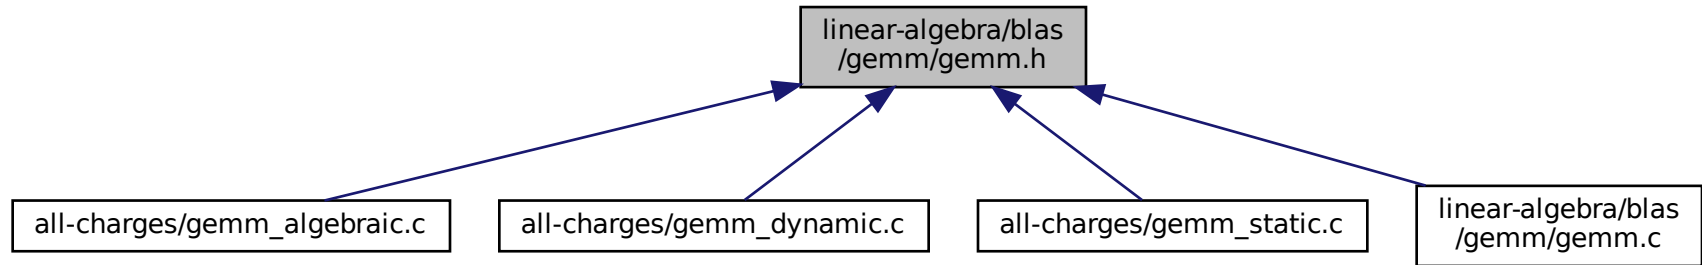 linear-algebra/blas
/gemm/gemm.h
all-charges/gemm_algebraic.c
all-charges/gemm_dynamic.c
all-charges/gemm_static.c
linear-algebra/blas
/gemm/gemm.c